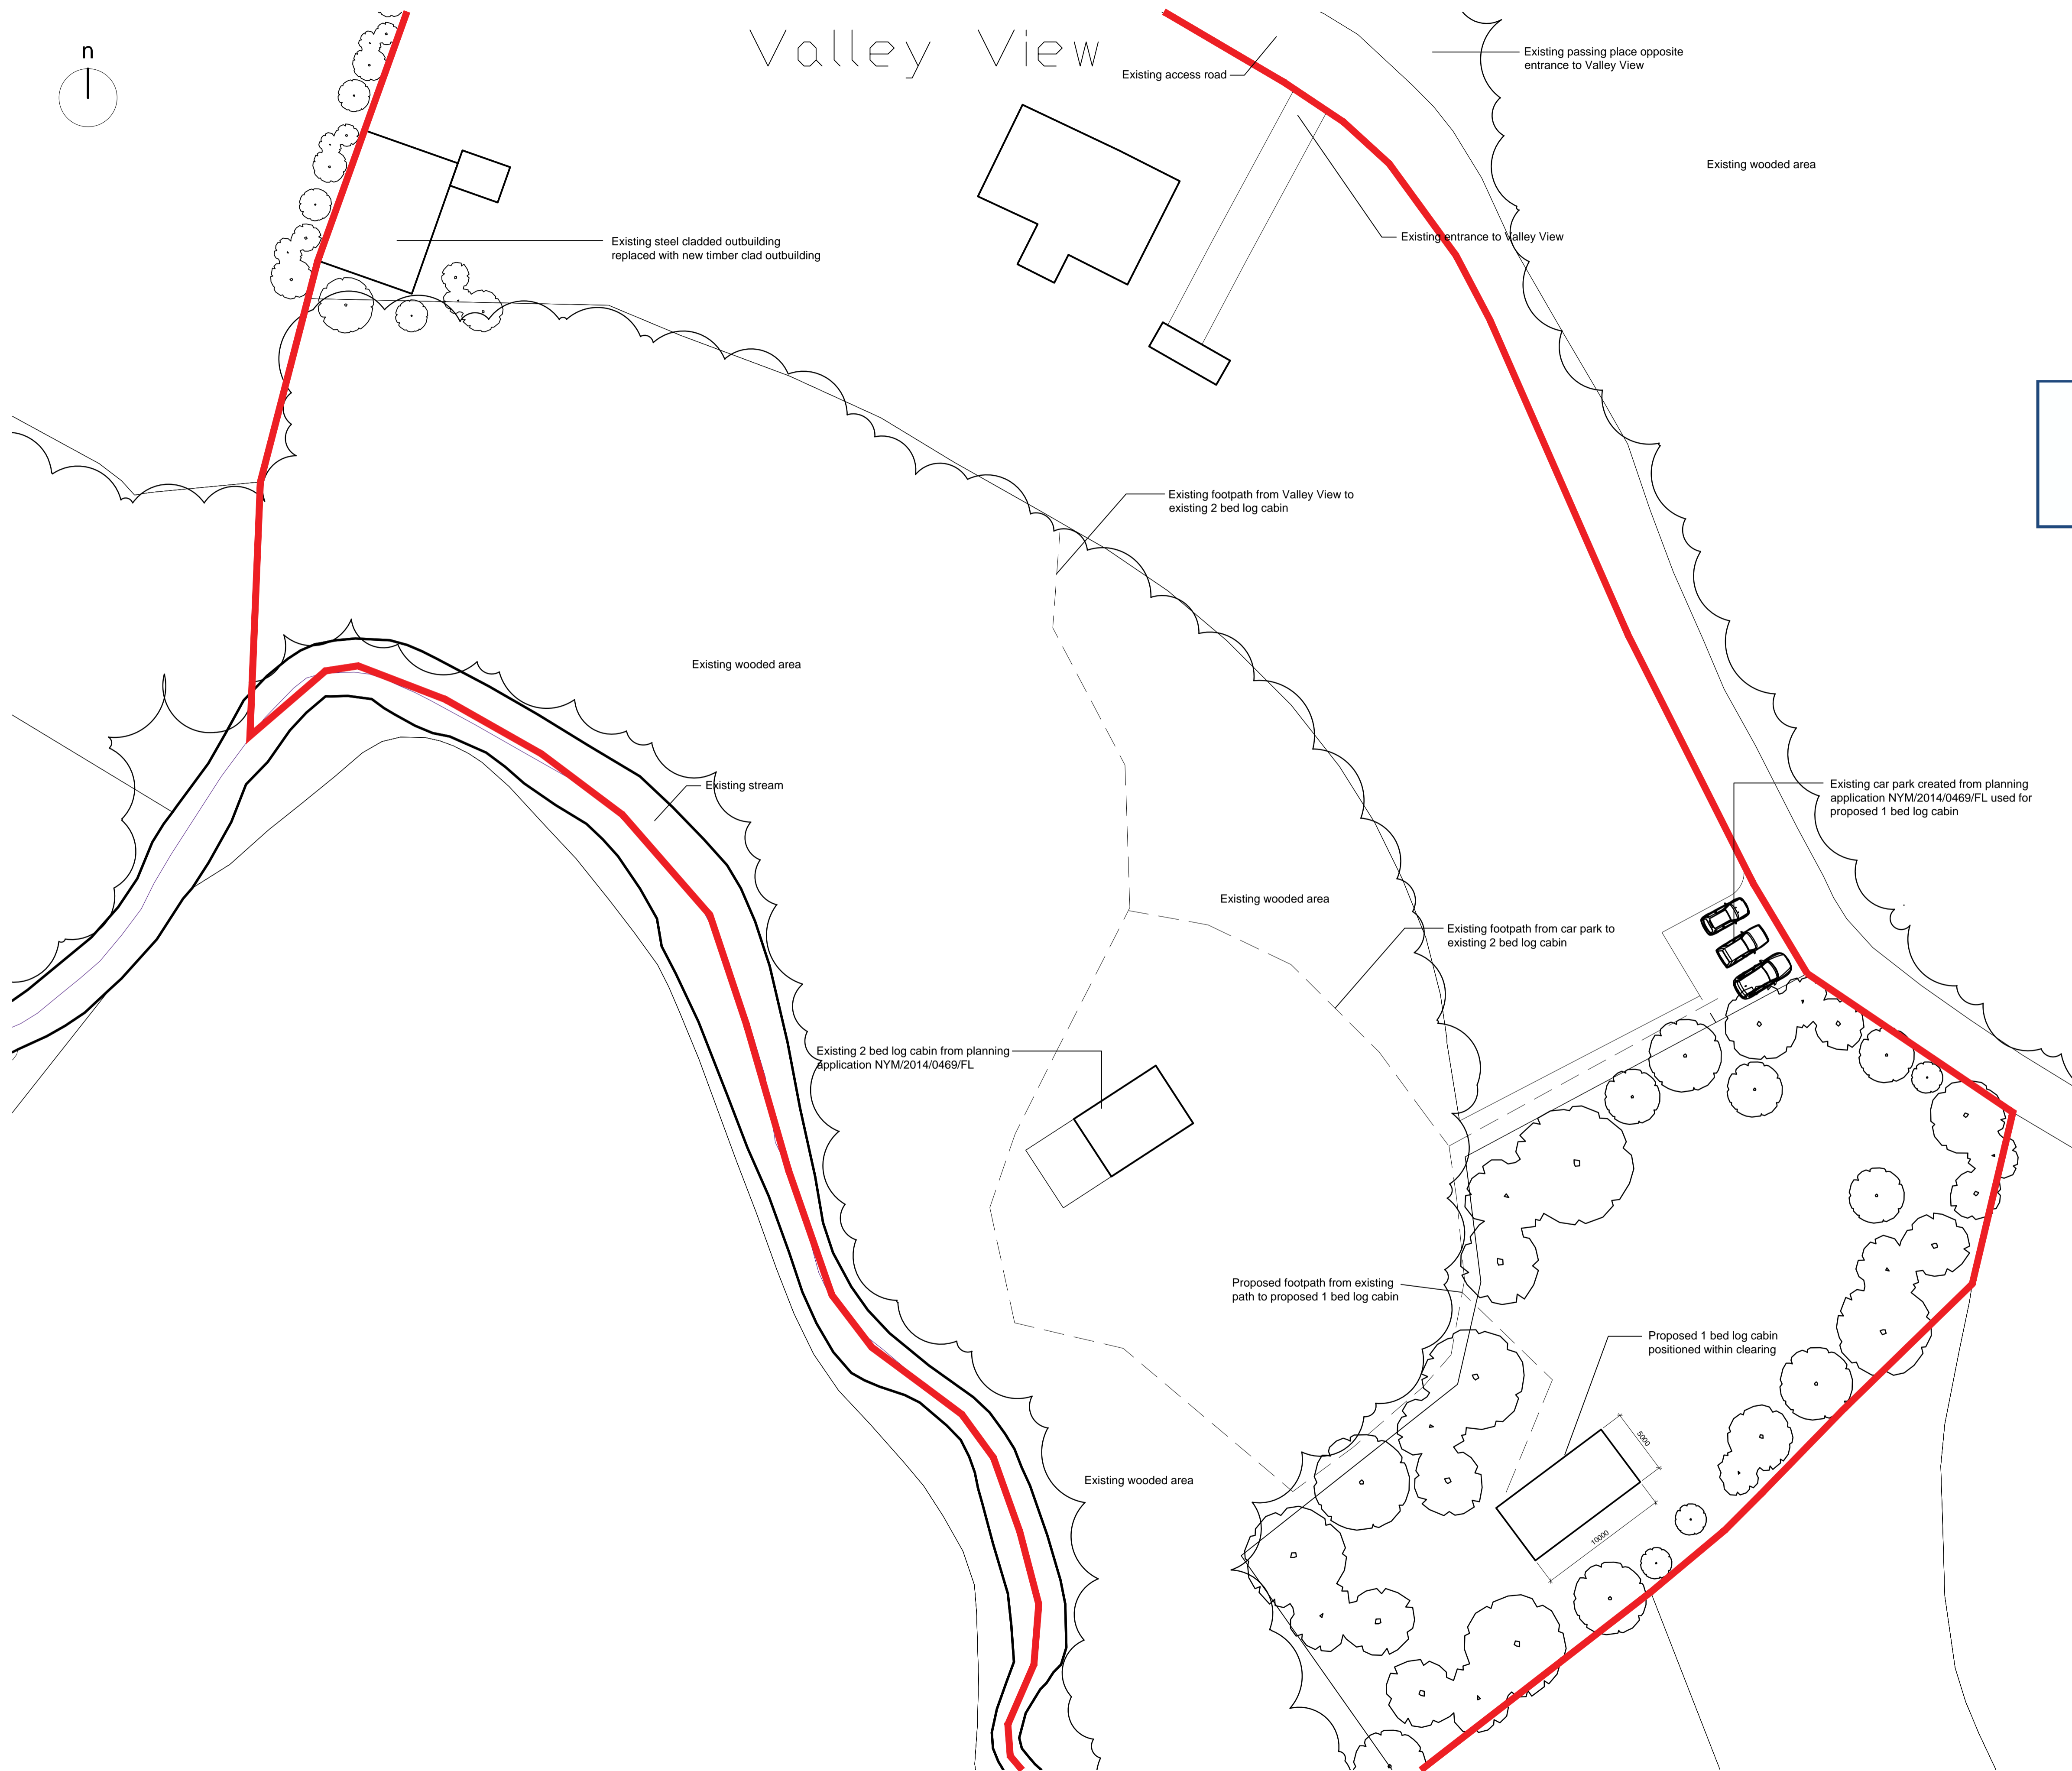 n
Valley View
Existing access road
Existing passing place opposite
entrance to Valley View
Existing wooded area
Existing entrance to Valley View
Existing steel cladded outbuilding
replaced with new timber clad outbuilding
Existing footpath from Valley View to
existing 2 bed log cabin
Existing wooded area
Existing stream
Existing car park created from planning
application NYM/2014/0469/FL used for
proposed 1 bed log cabin
Existing wooded area
Existing footpath from car park to
existing 2 bed log cabin
Existing 2 bed log cabin from planning
application NYM/2014/0469/FL
Proposed footpath from existing
path to proposed 1 bed log cabin
Proposed 1 bed log cabin
positioned within clearing
5000
Existing wooded area
10000